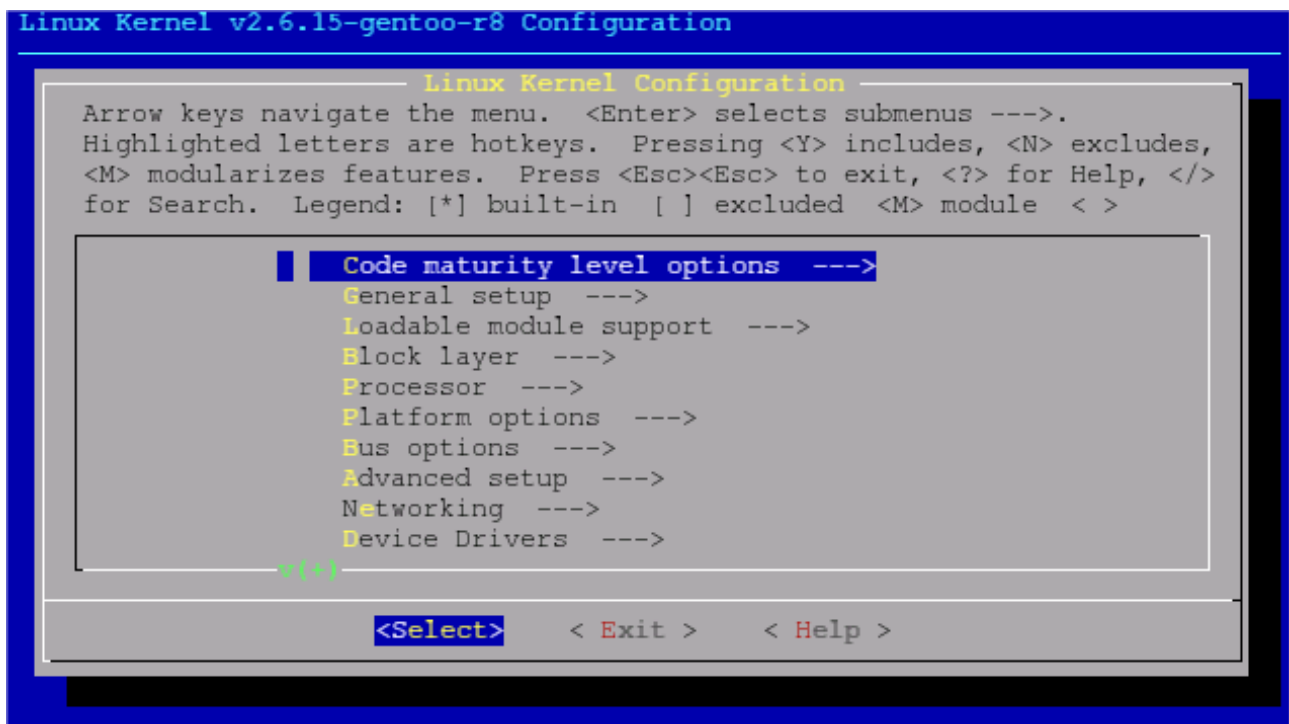 Linux Kernel v2.6.15-gentoo-r8 Configuration
Linux Kernel Configuration
Arrow keys navigate the menu.  <Enter> selects submenus --->.
Highlighted letters are hotkeys.  Pressing <Y> includes, <N> excludes,
<M> modularizes features.  Press <Esc><Esc> to exit, <?> for Help, </>
for Search.  Legend: [*] built-in  [ ] excluded  <M> module  < >
Code maturity level options  --->
General setup  --->
Loadable module support  --->
Block layer  --->
Processor  --->
Platform options  --->
Bus options  --->
Advanced setup  --->
Networking  --->
Device Drivers  --->
v(+)
<Select>    < Exit >    < Help >